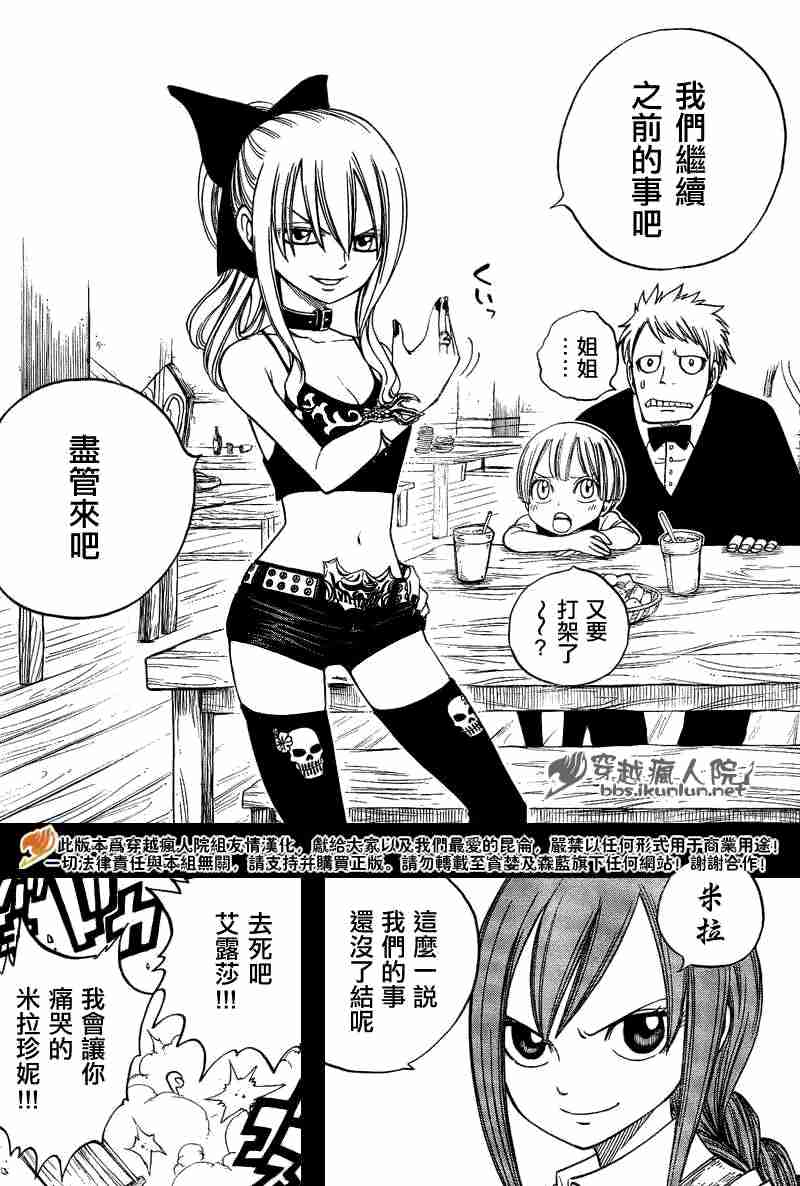 我們繼續
之前的事吧
くいっ
姐姐
……
盡管來吧
又要
打架了
～?
穿越瘋人院
bbs.ikunlun.net
此版本爲穿越瘋人院組友情漢化，獻給大家以及我們最愛的昆侖，嚴禁以任何形式用于商業用途！
一切法律責任與本組無關，請支持并購買正版。請勿轉載至貪婪及森藍旗下任何網站！謝謝合作！
米拉
這麼一說
我們的事
還沒了結呢
去死吧
艾露莎!!!
我會讓你
痛哭的
米拉珍妮!!!